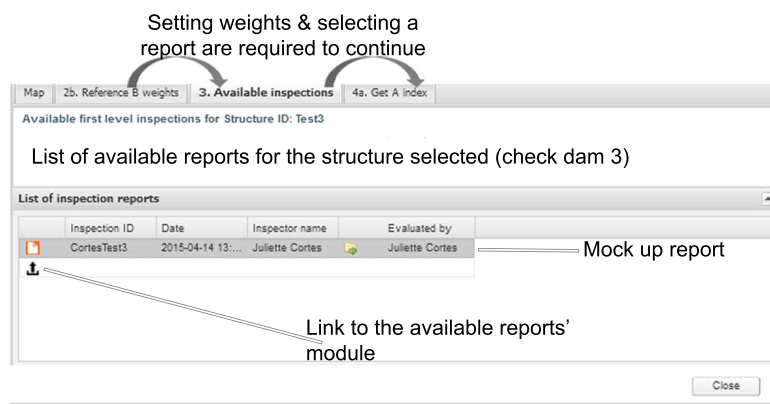 Setting weights & selecting a
report are required to continue
Map 2b. Reference B weights 3. Available inspections 4a. Get A index
Available first level inspections for Structure ID: Test3
List of available reports for the structure selected (check dam 3)
List of inspection reports
Inspection ID Date Inspector name Evaluated by
CortesTest3 2015-04-14 13:... Juliette Cortes Juliette Cortes
Mock up report
Link to the available reports’
module
Close